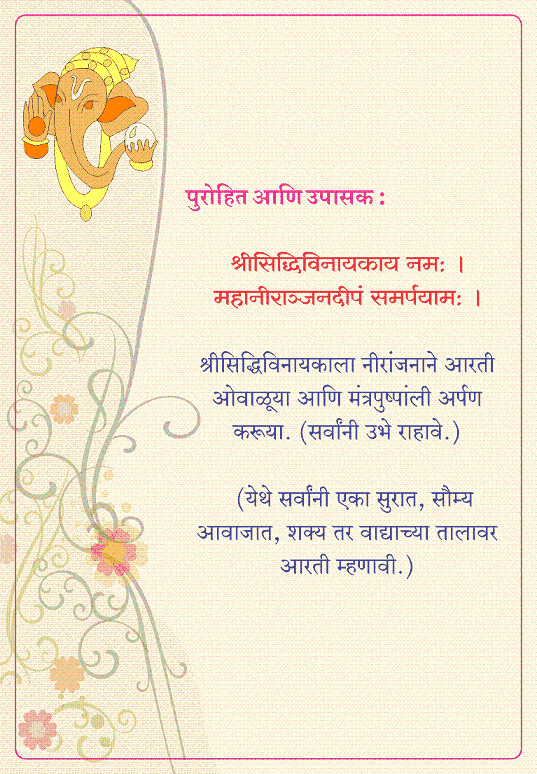 पुरोहित आणि उपासक :
श्रीसिद्धिविनायकाय नमः ।
महानीराञ्जनदीपं समर्पयामः ।
श्रीसिद्धिविनायकाला नीरांजनाने आरती
ओवाळूया आणि मंत्रपुष्पांली अर्पण
करूया. (सर्वांनी उभे राहावे.)
(येथे सर्वांनी एका सुरात, सौम्य
आवाजात, शक्य तर वाद्याच्या तालावर
आरती म्हणावी.)